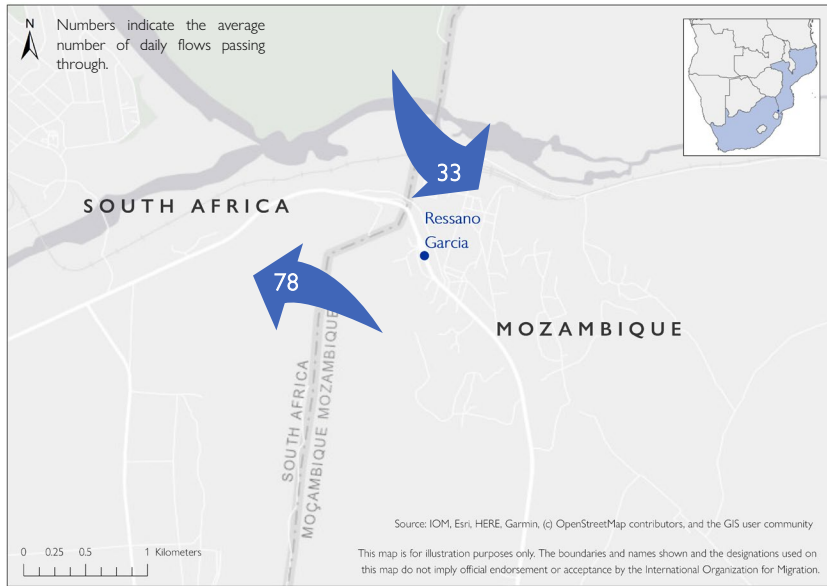 N
Numbers indicate the average
number of daily flows passing
through.
33
SOUTH AFRICA
Ressano
Garcia
78
MOZAMBIQUE
SOUTH AFRICA
MOÇAMBIQUE MOZAMBIQUE
Source: IOM, Esri, HERE, Garmin, (c) OpenStreetMap contributors, and the GIS user community
0 0.25 0.5 1 Kilometers
This map is for illustration purposes only. The boundaries and names shown and the designations used on
this map do not imply official endorsement or acceptance by the International Organization for Migration.